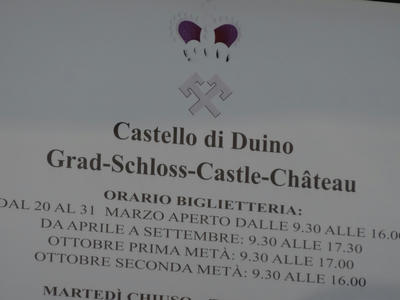 Castello di Duino
Grad-Schloss-Castle-Château
ORARIO BIGLIETTERIA:
DAL 20 AL 31 MARZO APERTO DALLE 9.30 ALLE 16.00
DA APRILE A SETTEMBRE: 9.30 ALLE 17.30
OTTOBRE PRIMA METÀ: 9.30 ALLE 17.00
OTTOBRE SECONDA METÀ: 9.30 ALLE 16.00
MARTEDÌ CHIUSO -